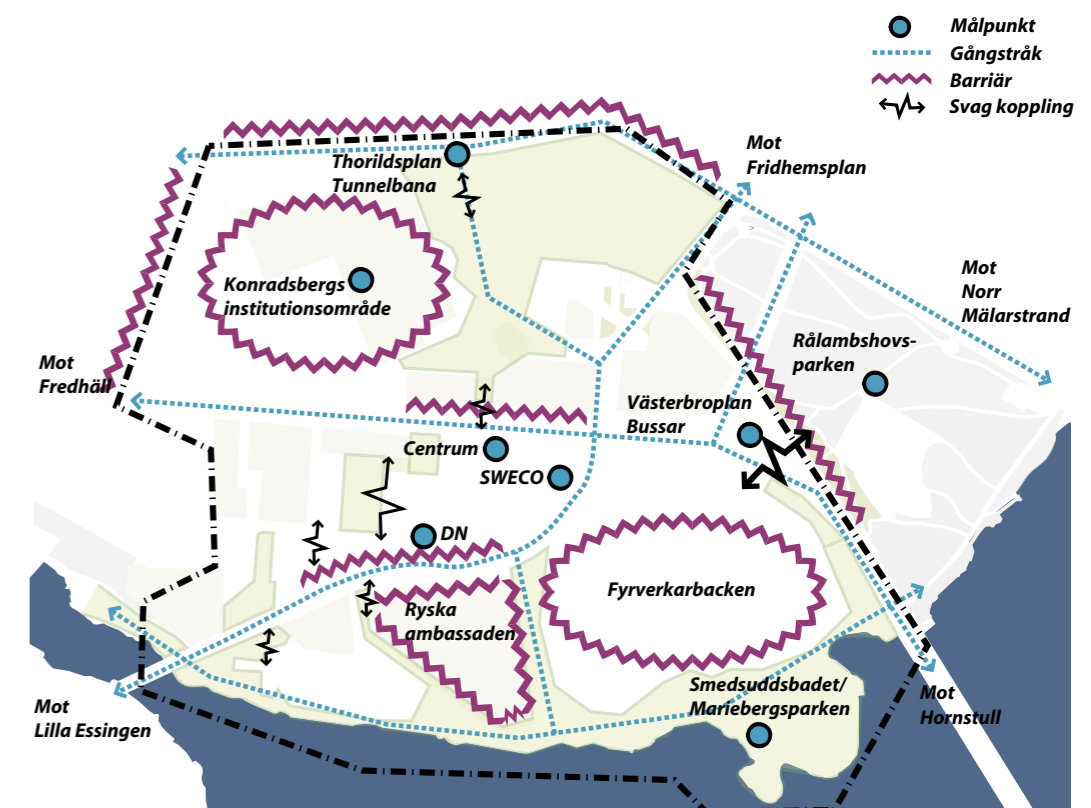 Målpunkt
Gångstråk
Barriär
Svag koppling
Mot
Fridhemsplan
Thorildsplan
Tunnelbana
Mot
Norr
Mälarstrand
Konradsbergs
institutionsområde
Rålambshovs-
parken
Mot
Fredhäll
Västerbroplan
Bussar
Centrum
SWECO
DN
Fyrverkarbacken
Ryska
ambassaden
Smedsuddsbadet/
Mariebergsparken
Mot
Lilla Essingen
Mot
Hornstull